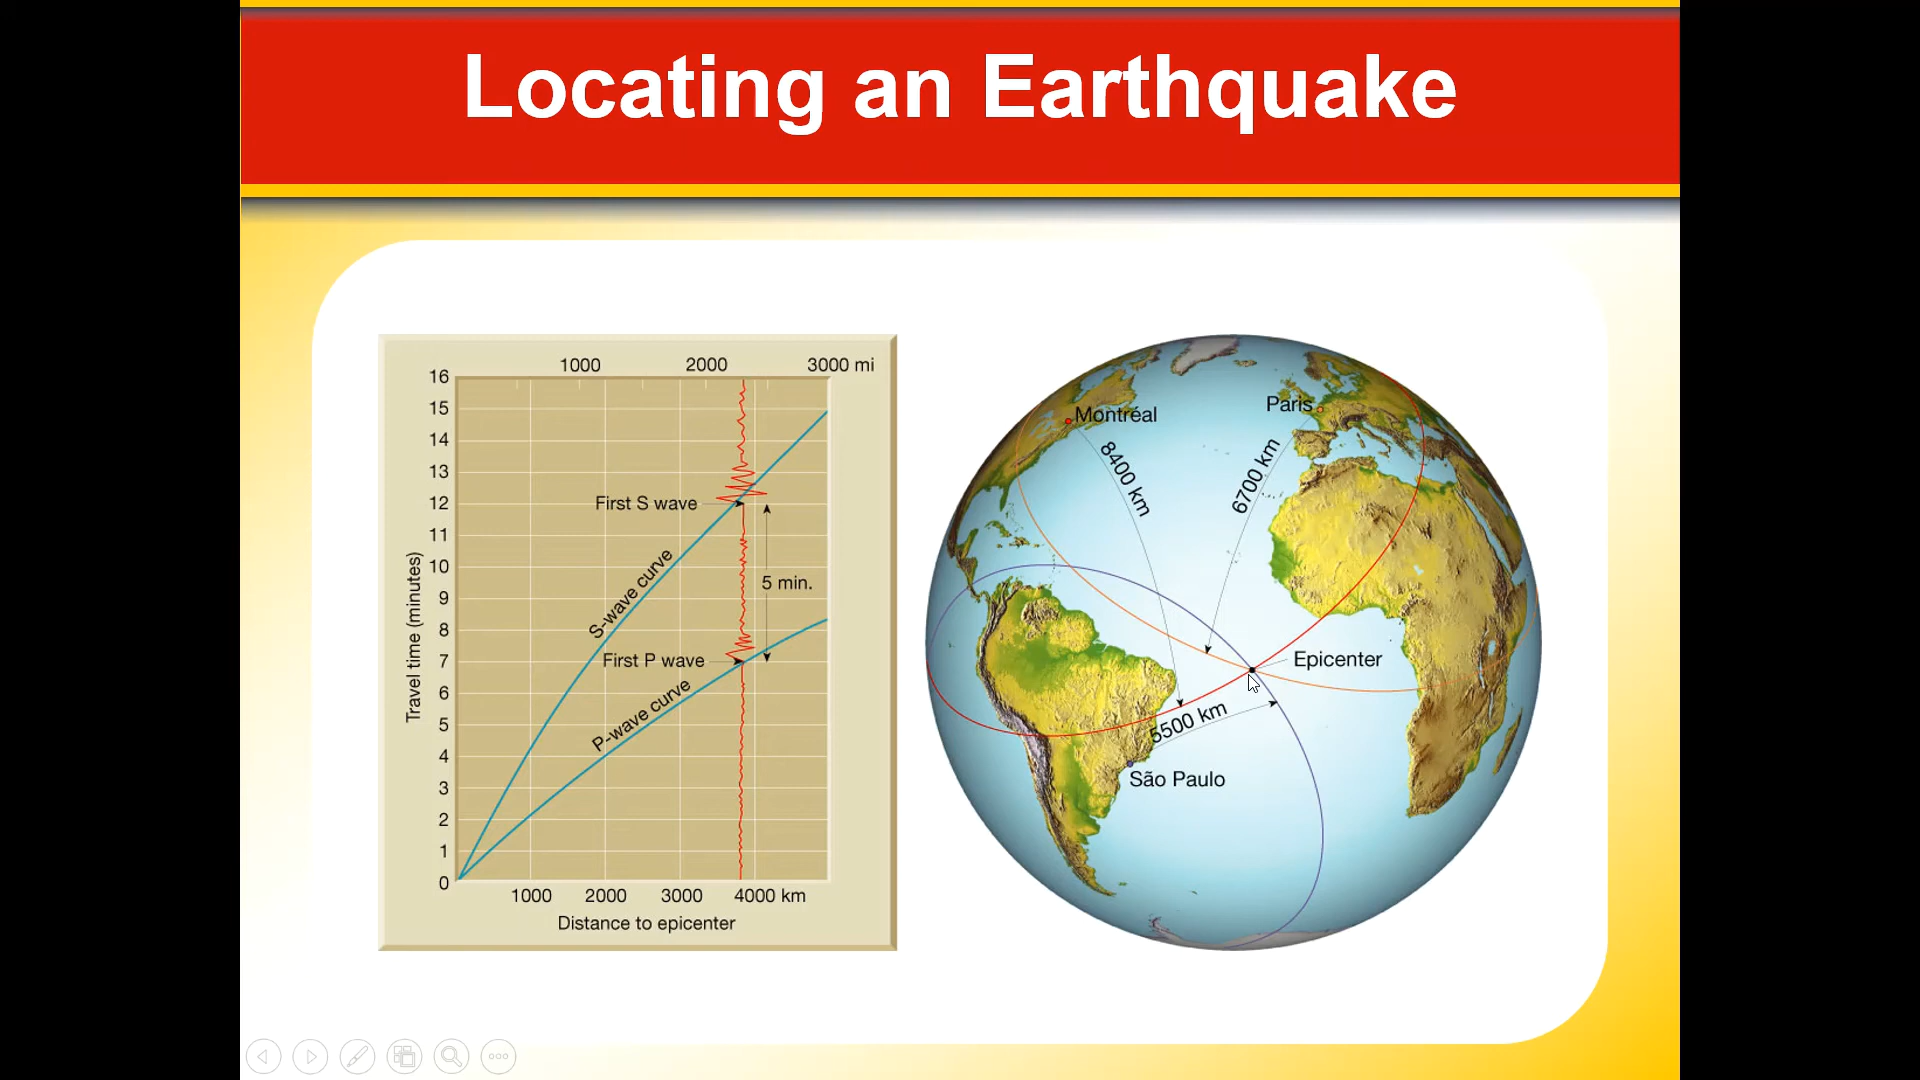 Locating an Earthquake
1000 2000 3000 mi
16
15
14
13
12
11
10
9
8
7
6
5
4
3
2
1
0
Travel time (minutes)
First S wave
S-wave curve
5 min.
First P wave
P-wave curve
1000 2000 3000 4000 km
Distance to epicenter
Montréal
Paris
8400 km
6700 km
Epicenter
5500 km
São Paulo